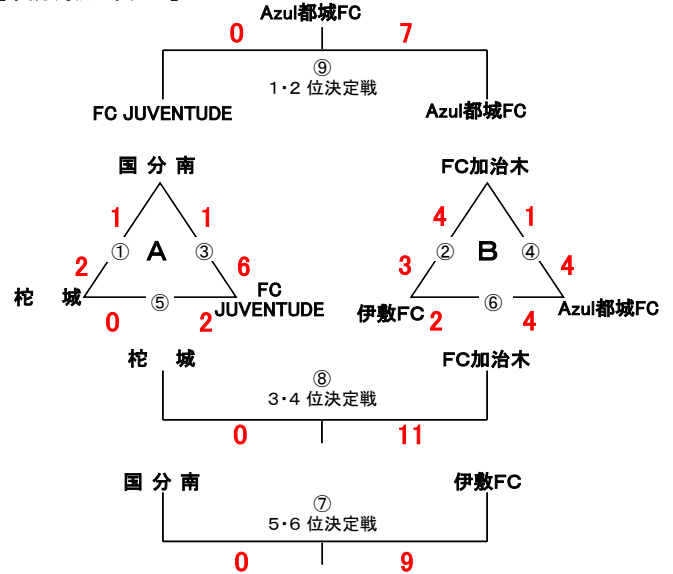 Azul都城FC
0 7
⑨
1・2 位決定戦
FC JUVENTUDE Azul都城FC
国 分 南 FC加治木
1 1 4 1
① A ③ ② B ④
2 6 3 4
柁 城 FC JUVENTUDE 伊敷FC Azul都城FC
⑤ ⑥
0 2 2 4
柁 城 FC加治木
⑧
3・4 位決定戦
0 11
国 分 南 伊敷FC
⑦
5・6 位決定戦
0 9